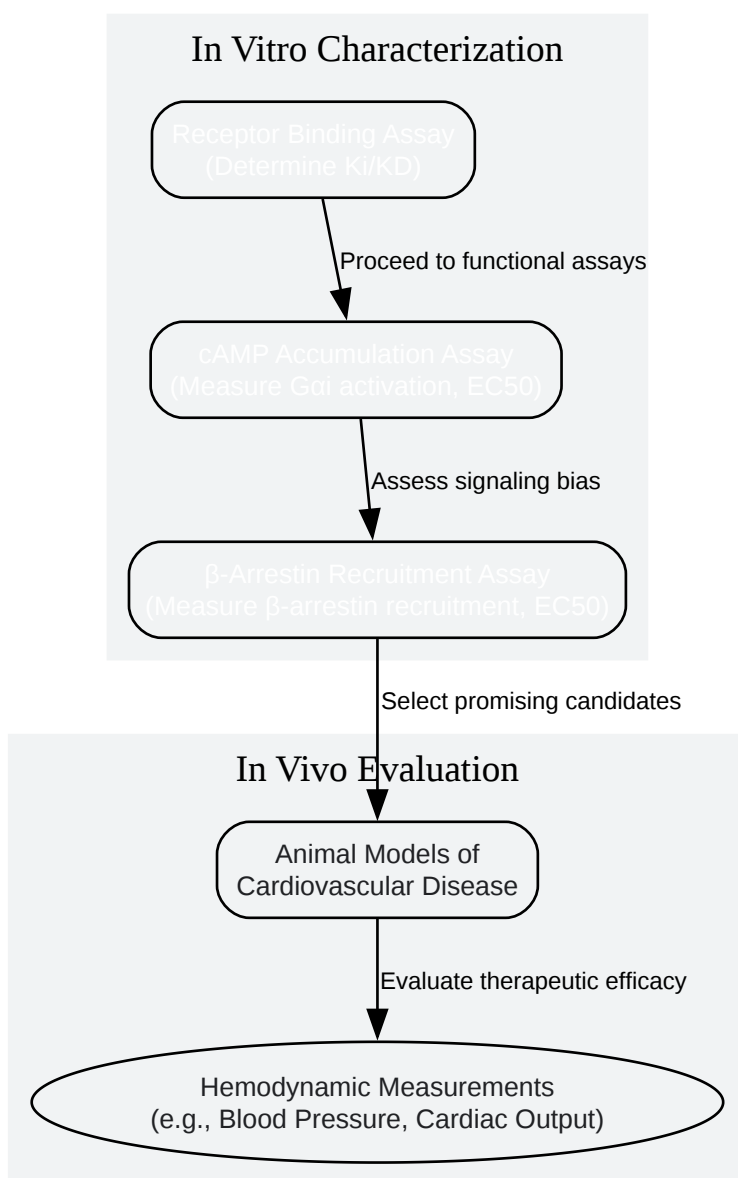 In Vitro Characterization
Receptor Binding Assay
(Determine Ki/KD)
Proceed to functional assays
cAMP Accumulation Assay
(Measure Gαi activation, EC50)
Assess signaling bias
β-Arrestin Recruitment Assay
(Measure β-arrestin recruitment, EC50)
Select promising candidates
In Vivo Evaluation
Animal Models of
Cardiovascular Disease
Evaluate therapeutic efficacy
Hemodynamic Measurements
(e.g., Blood Pressure, Cardiac Output)